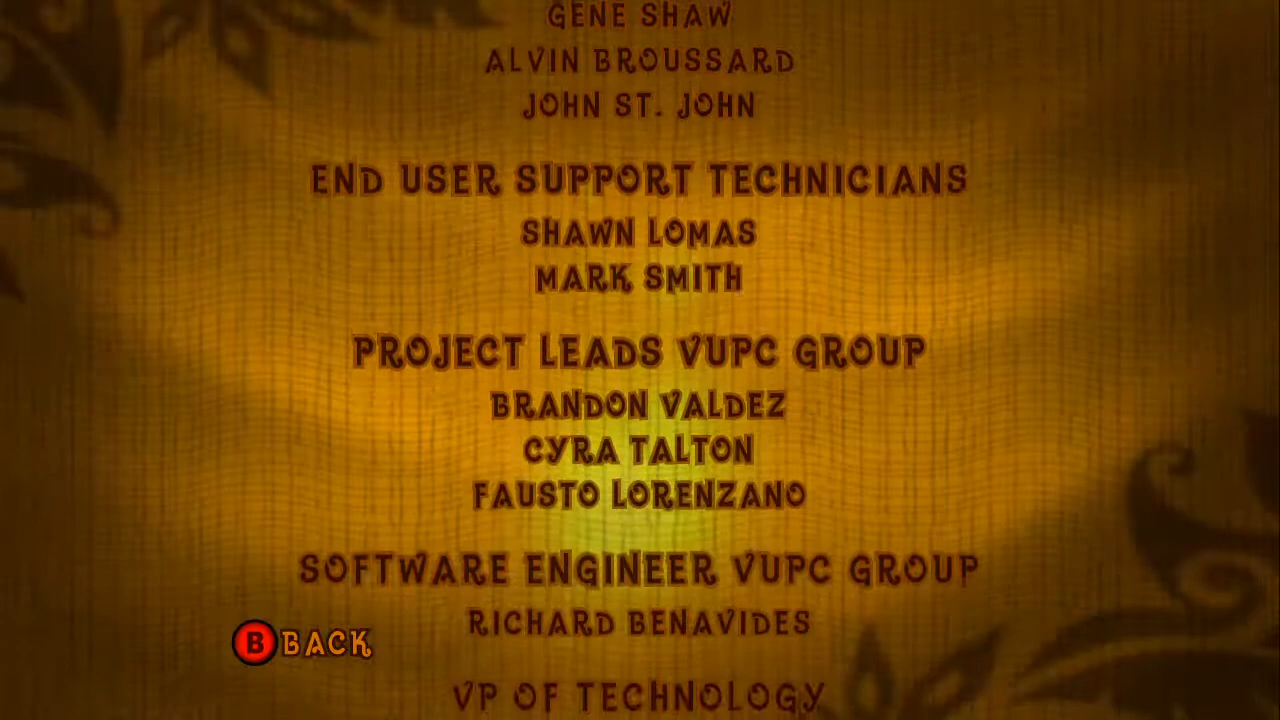 GENE SHAW
ALVIN BROUSSARD
JOHN ST. JOHN
END USER SUPPORT TECHNICIANS
SHAWN LOMAS
MARK SMITH
PROJECT LEADS VUPC GROUP
BRANDON VALDEZ
CYRA TALTON
FAUSTO LORENZANO
SOFTWARE ENGINEER VUPC GROUP
RICHARD BENAVIDES
B BACK
VP OF TECHNOLOGY